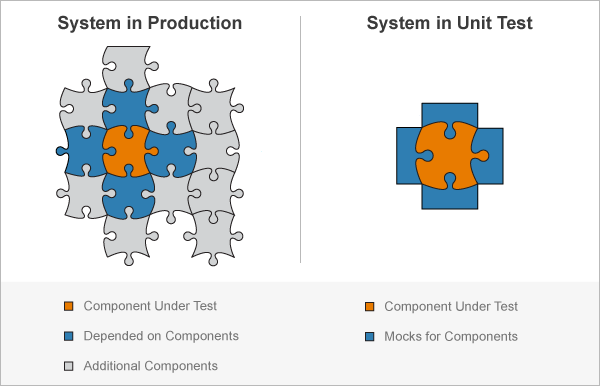 System in Production
System in Unit Test
Component Under Test
Depended on Components
Additional Components
Component Under Test
Mocks for Components